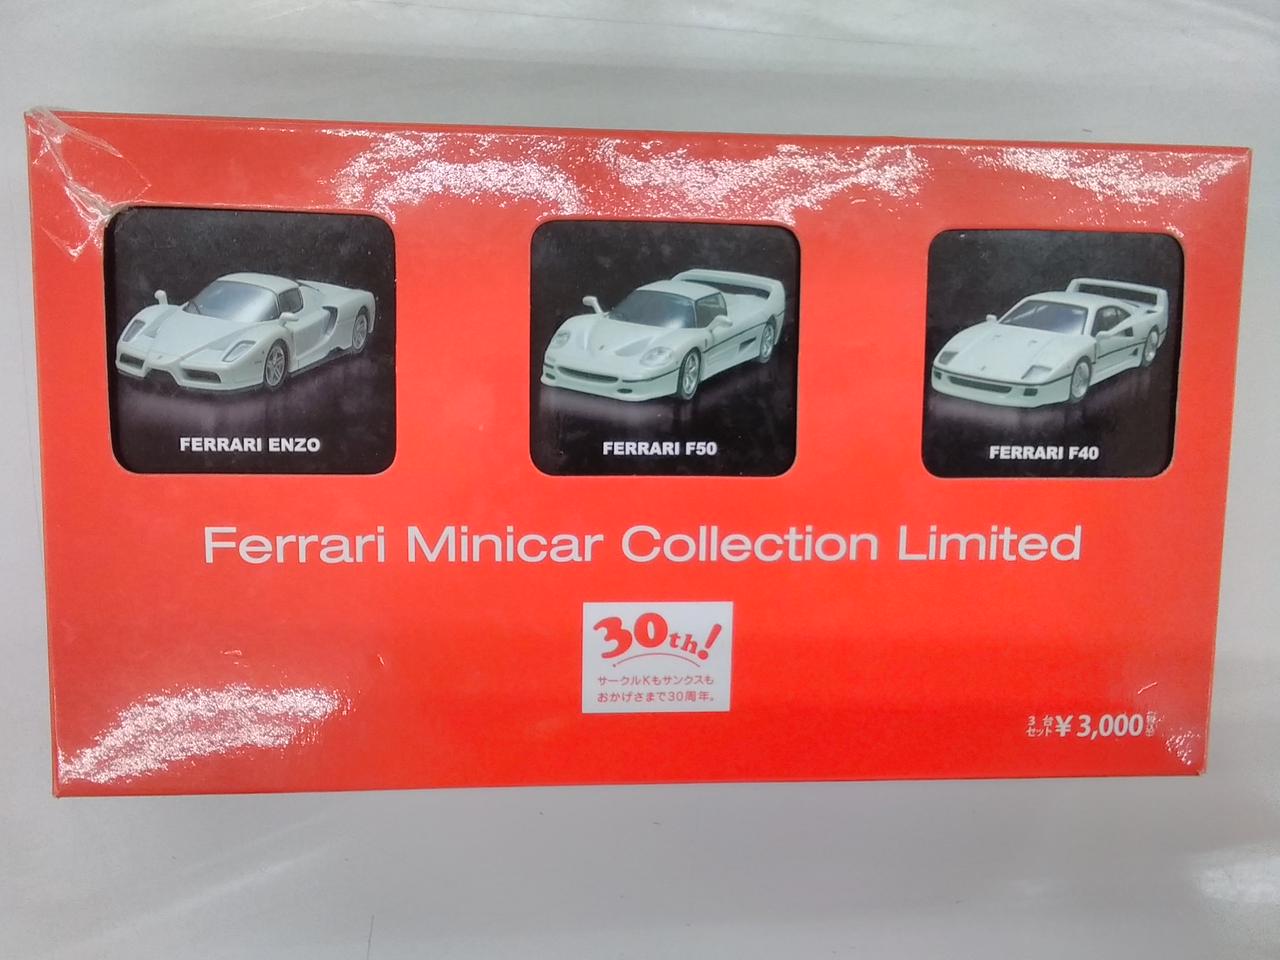 FERRARI ENZO
FERRARI F50
FERRARI F40
Ferrari Minicar Collection Limited
30th!
サークルKもサンクスも
おかげさまで30周年。
3台セット ¥3,000